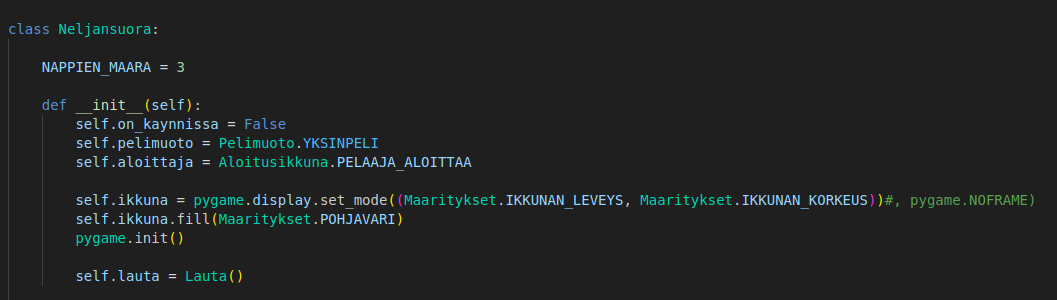 class Neljansuora:
NAPPIEN_MAARA = 3
def __init__(self):
self.on_kaynnissa = False
self.pelimuoto = Pelimuoto.YKSINPELI
self.aloittaja = Aloitusikkuna.PELAAJA_ALOITTAA
self.ikkuna = pygame.display.set_mode((Maaritykset.IKKUNAN_LEVEYS, Maaritykset.IKKUNAN_KORKEUS))#, pygame.NOFRAME)
self.ikkuna.fill(Maaritykset.POHJAVARI)
pygame.init()
self.lauta = Lauta()